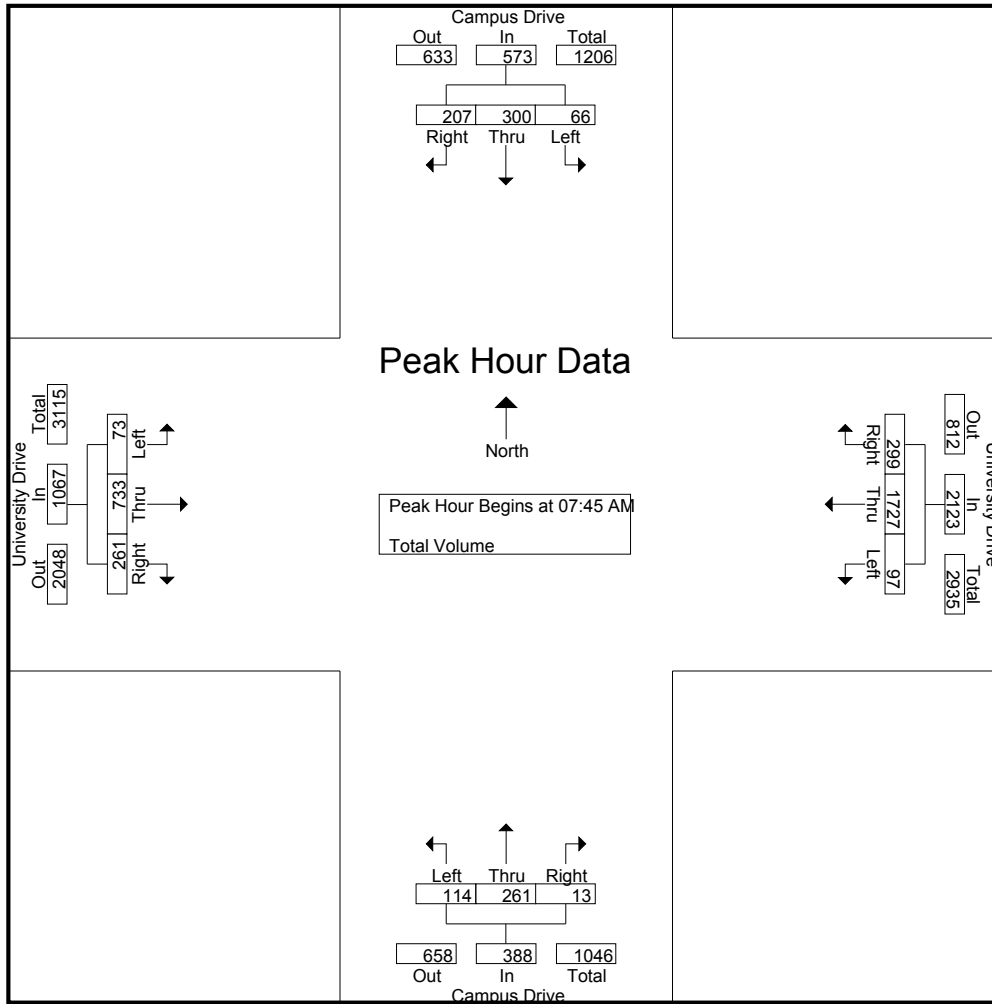 Campus Drive
Out In Total
633 573 1206
207 300 66
Right Thru Left
Peak Hour Data
North
Peak Hour Begins at 07:45 AM
Total Volume
University Drive
Out In Total
2048 1067 3115
73 733 261
Left Thru Right
University Drive
Out In Total
812 2123 2935
299 1727 97
Right Thru Left
Left Thru Right
114 261 13
658 388 1046
Out In Total
Campus Drive